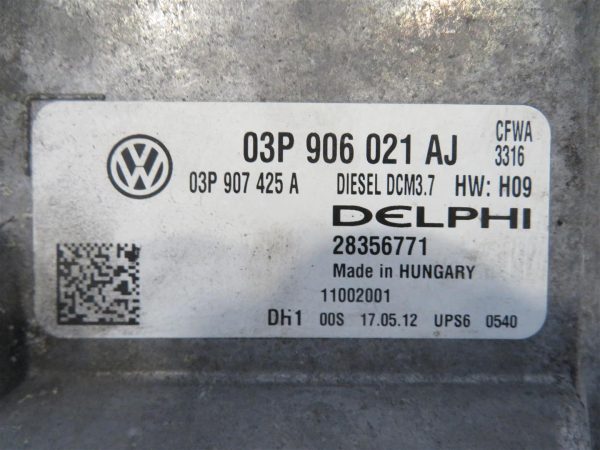 03P 906 021 AJ CFWA
3316
03P 907 425 A DIESEL DCM3.7 HW: H09
DELPHI
28356771
Made in HUNGARY
11002001
DH1 00S 17.05.12 UPS6 0540